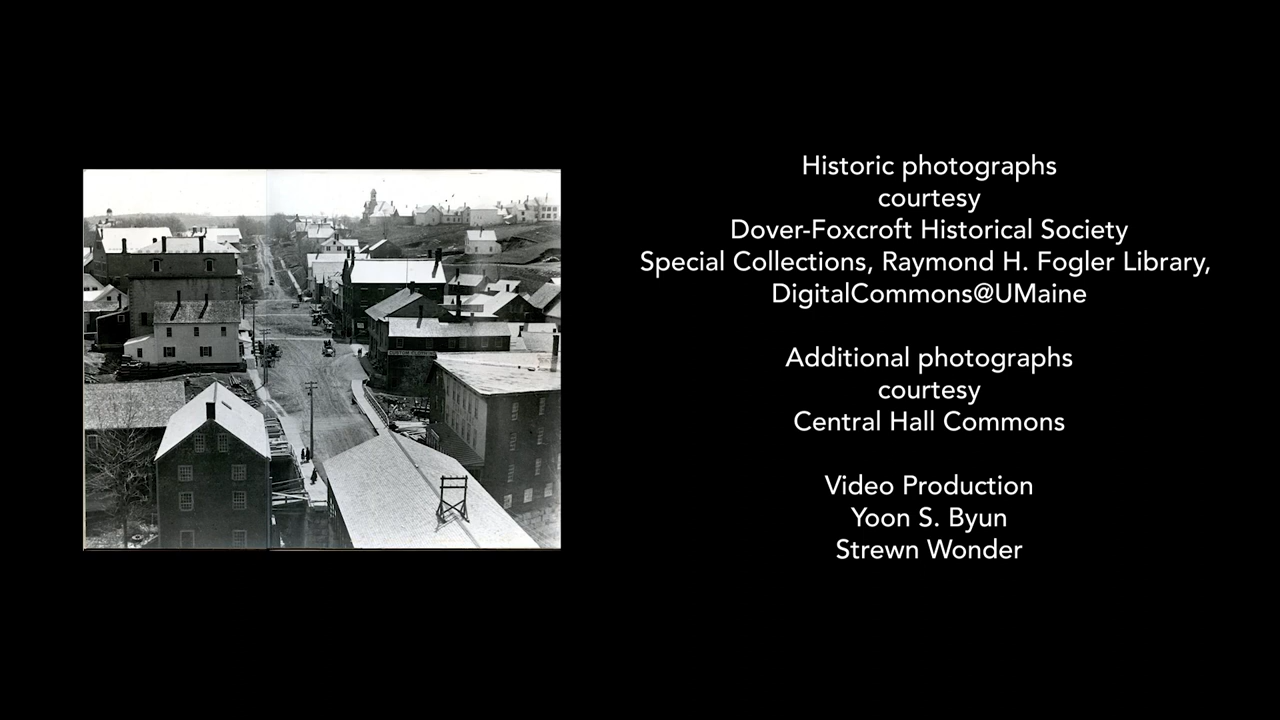 Historic photographs
courtesy
Dover-Foxcroft Historical Society
Special Collections, Raymond H. Fogler Library,
DigitalCommons@UMaine
Additional photographs
courtesy
Central Hall Commons
Video Production
Yoon S. Byun
Strewn Wonder